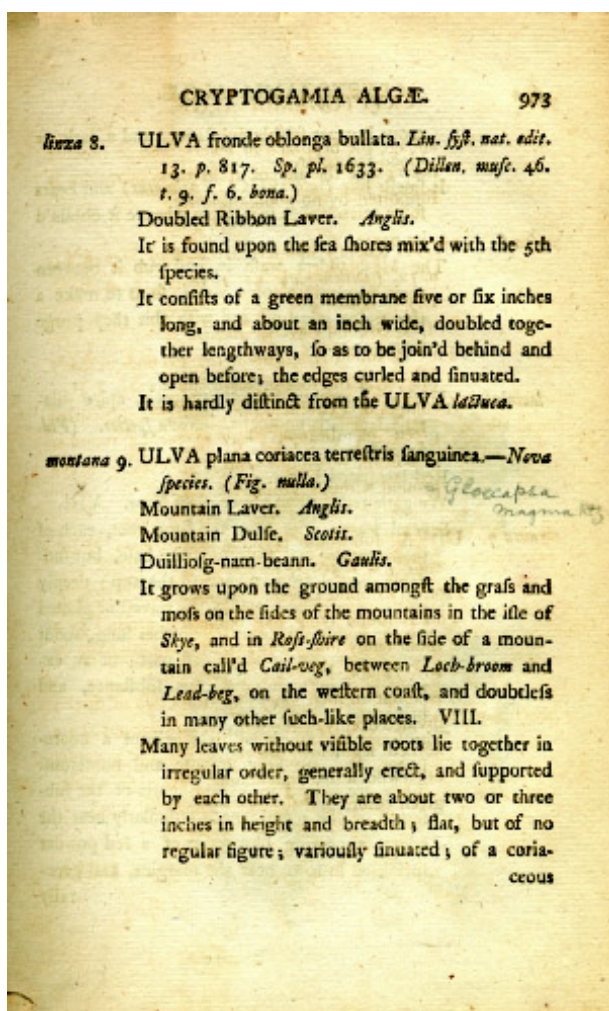 CRYPTOGAMIA ALGÆ. 973
linza 8. ULVA fronde oblonga bullata. Lin. ſyſt. nat. edit.
13. p. 817. Sp. pl. 1633. (Dillen. muſc. 46.
t. 9. f. 6. bona.)
Doubled Ribbon Laver. Anglis.
It is found upon the ſea ſhores mix'd with the 5th
ſpecies.
It conſiſts of a green membrane five or ſix inches
long, and about an inch wide, doubled toge-
ther lengthways, ſo as to be join'd behind and
open before; the edges curled and ſinuated.
It is hardly diſtinct from the ULVA lactuca.
montana 9. ULVA plana coriacea terreſtris ſanguinea.—Nova
ſpecies. (Fig. nulla.)
= Gloccapsa
magma Ktz
Mountain Laver. Anglis.
Mountain Dulſe. Scotis.
Duillioſg-nam-beann. Gaulis.
It grows upon the ground amongſt the graſs and
moſs on the ſides of the mountains in the iſle of
Skye, and in Roſs-ſhire on the ſide of a moun-
tain call'd Cail-veg, between Loch-broom and
Lead-beg, on the weſtern coaſt, and doubtleſs
in many other ſuch-like places. VIII.
Many leaves without viſible roots lie together in
irregular order, generally erect, and ſupported
by each other. They are about two or three
inches in height and breadth; flat, but of no
regular figure; variouſly ſinuated; of a coria-
ceous